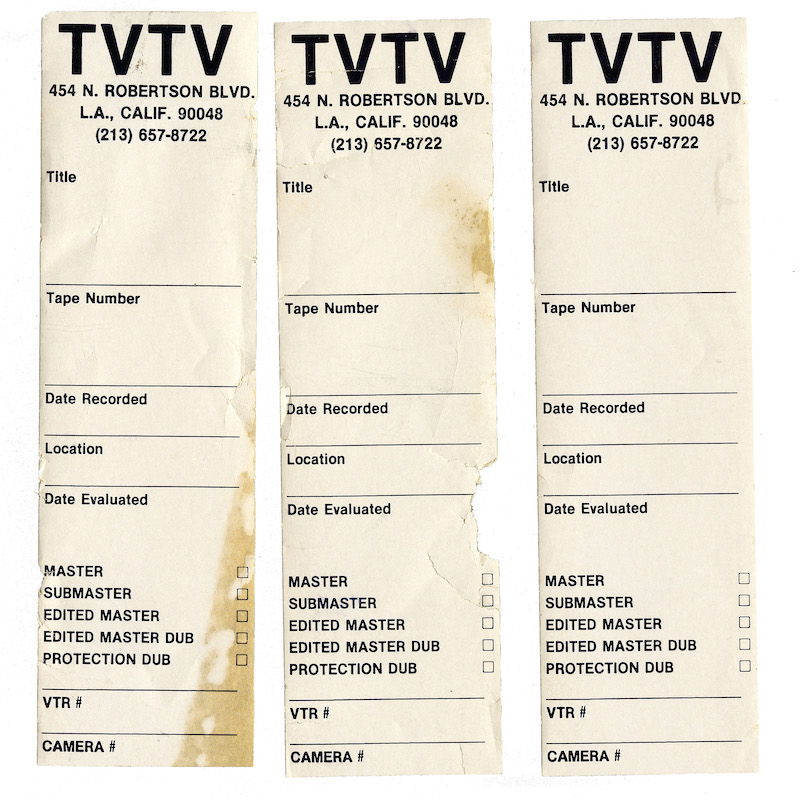 TVTV
454 N. ROBERTSON BLVD.
L.A., CALIF. 90048
(213) 657-8722
Title
Tape Number
Date Recorded
Location
Date Evaluated
MASTER
SUBMASTER
EDITED MASTER
EDITED MASTER DUB
PROTECTION DUB
VTR #
CAMERA #
TVTV
454 N. ROBERTSON BLVD.
L.A., CALIF. 90048
(213) 657-8722
Title
Tape Number
Date Recorded
Location
Date Evaluated
MASTER
SUBMASTER
EDITED MASTER
EDITED MASTER DUB
PROTECTION DUB
VTR #
CAMERA #
TVTV
454 N. ROBERTSON BLVD.
L.A., CALIF. 90048
(213) 657-8722
Title
Tape Number
Date Recorded
Location
Date Evaluated
MASTER
SUBMASTER
EDITED MASTER
EDITED MASTER DUB
PROTECTION DUB
VTR #
CAMERA #